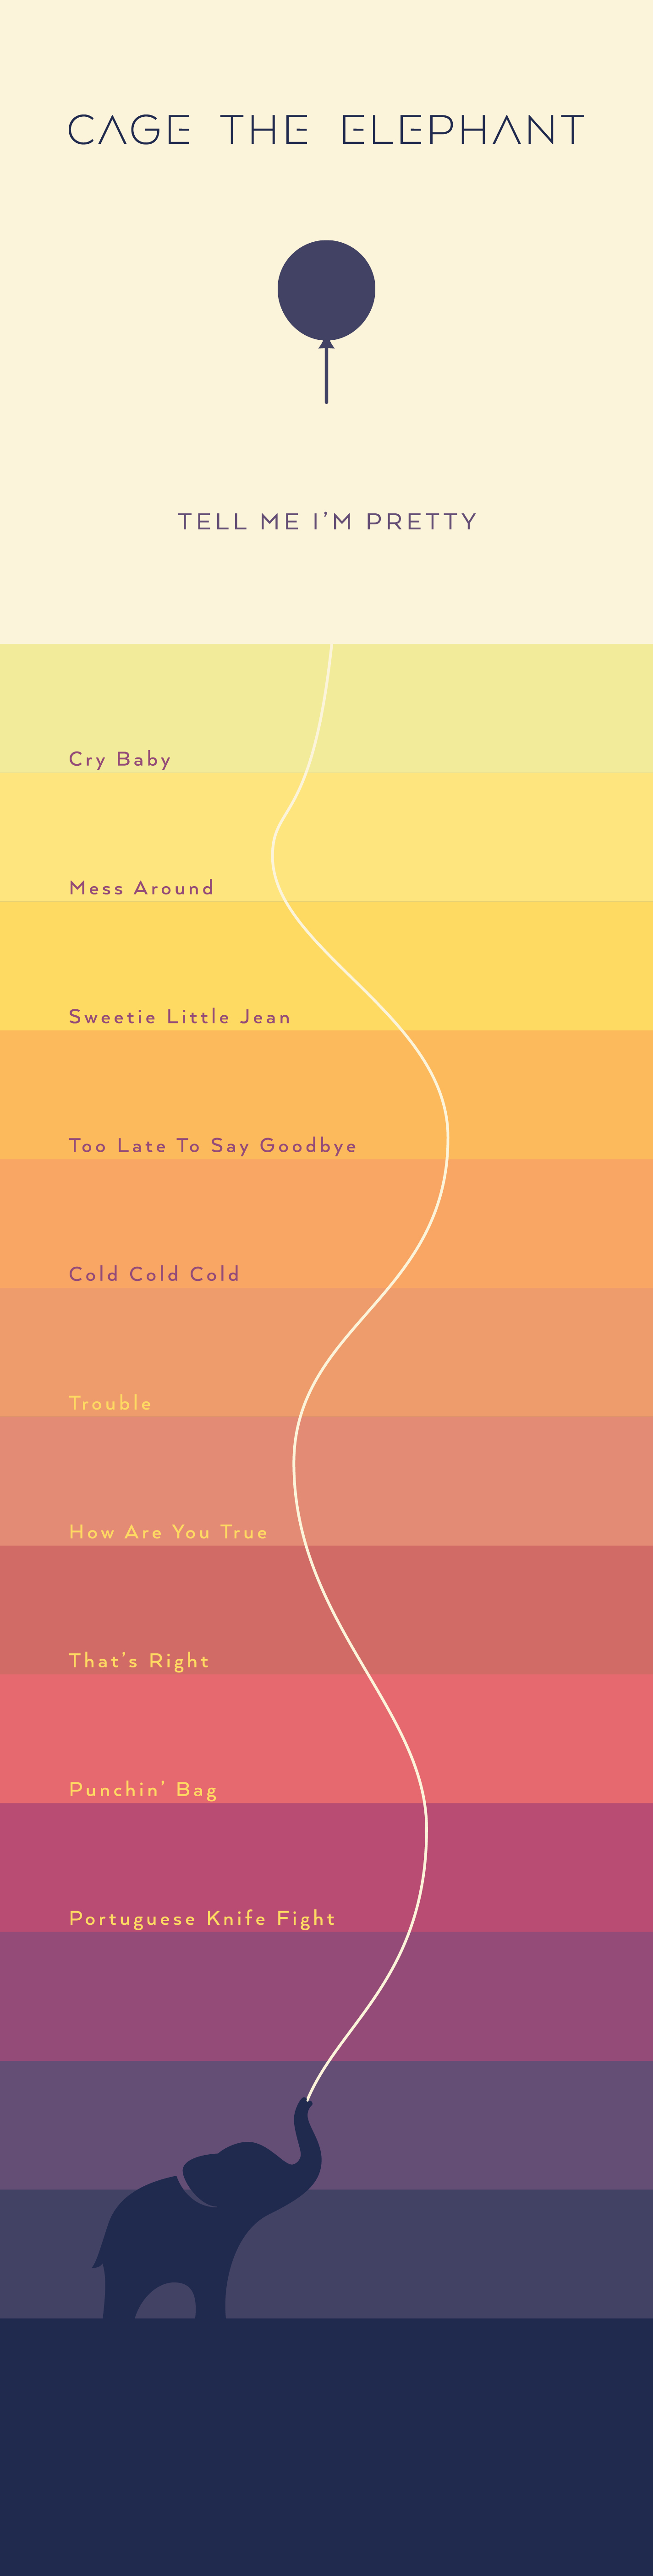 CAGE THE ELEPHANT
TELL ME I'M PRETTY
Cry Baby
Mess Around
Sweetie Little Jean
Too Late To Say Goodbye
Cold Cold Cold
Trouble
How Are You True
That's Right
Punchin' Bag
Portuguese Knife Fight